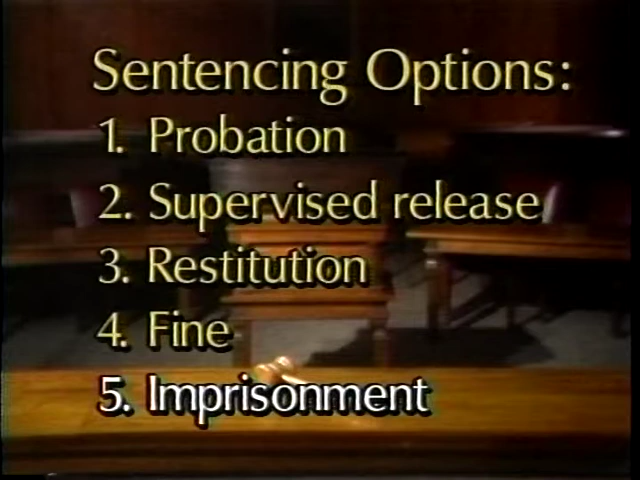 Sentencing Options:
1. Probation
2. Supervised release
3. Restitution
4. Fine
5. Imprisonment